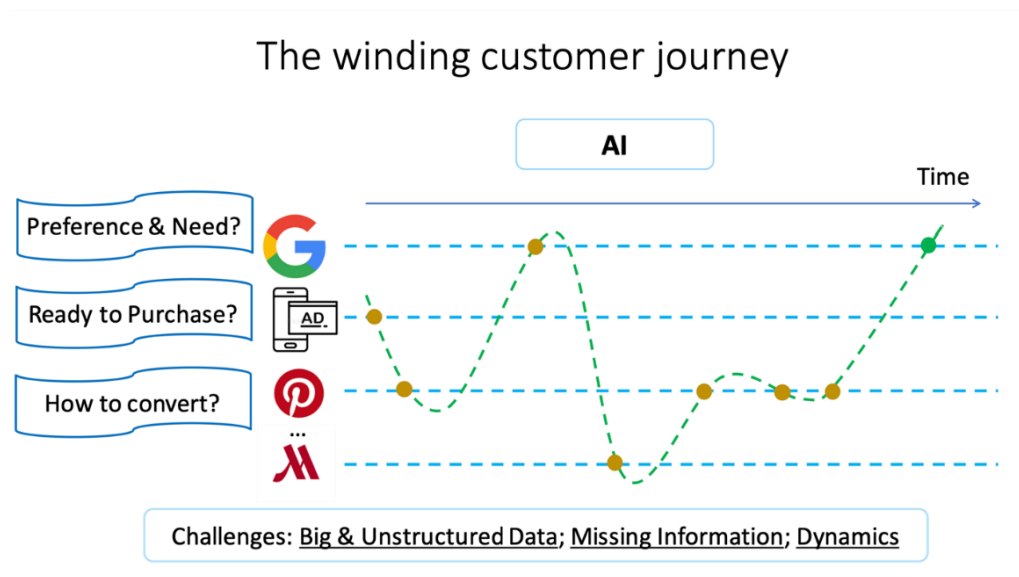 The winding customer journey
AI
Time
Preference & Need?
Ready to Purchase?
AD
How to convert?
...
Challenges: Big & Unstructured Data; Missing Information; Dynamics